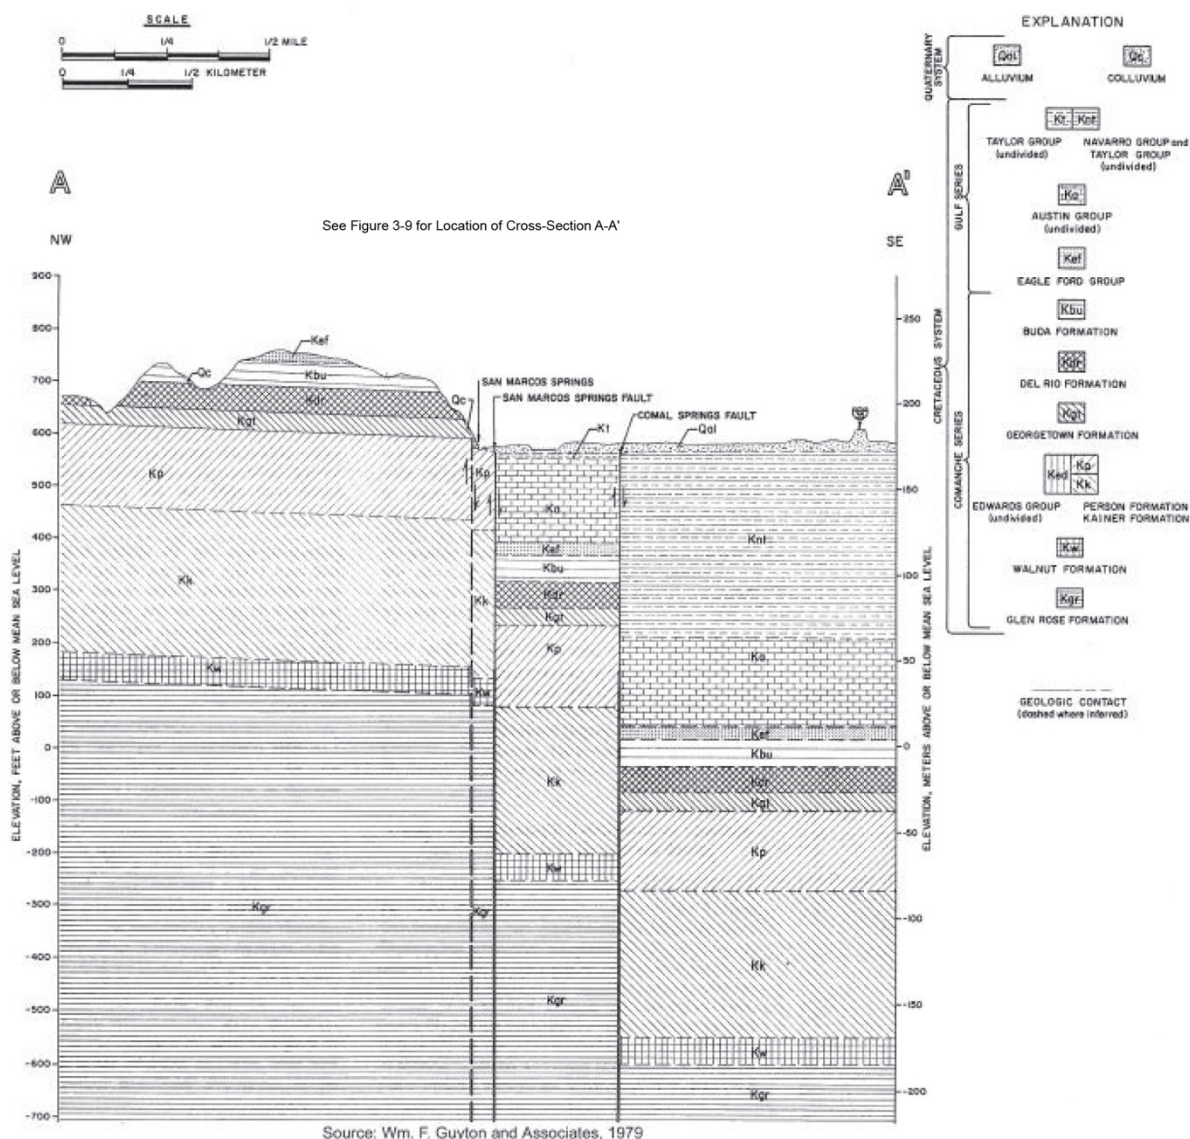 SCALE
0 1/4 1/2 MILE
0 1/4 1/2 KILOMETER
A
A'
See Figure 3-9 for Location of Cross-Section A-A'
NW
SE
900
800
700
600
500
400
300
200
100
0
-100
-200
-300
-400
-500
-600
-700
ELEVATION, FEET ABOVE OR BELOW MEAN SEA LEVEL
Kef
Kbu
Qc
Kdr
Kgt
Qc
SAN MARCOS SPRINGS
SAN MARCOS SPRINGS FAULT
COMAL SPRINGS FAULT
Kt
Qal
Kp
Kp
Ka
Kef
Kbu
Kdr
Kgt
Kp
Knt
Kk
Kk
Kw
Kw
Ka
Kef
Kbu
Kdr
Kgt
Kk
Kp
Kw
Kgr
Kgr
Kgr
Kk
Kw
Kgr
250
200
150
100
50
0
-50
-100
-150
-200
ELEVATION, METERS ABOVE OR BELOW MEAN SEA LEVEL
Source: Wm. F. Guyton and Associates, 1979
EXPLANATION
QUATERNARY SYSTEM
Qal
ALLUVIUM
Qc
COLLUVIUM
CRETACEOUS SYSTEM
GULF SERIES
Kt Knt
TAYLOR GROUP
(undivided)
NAVARRO GROUP and
TAYLOR GROUP
(undivided)
Ka
AUSTIN GROUP
(undivided)
Kef
EAGLE FORD GROUP
COMANCHE SERIES
Kbu
BUDA FORMATION
Kdr
DEL RIO FORMATION
Kgt
GEORGETOWN FORMATION
Ked
Kp
Kk
EDWARDS GROUP
(undivided)
PERSON FORMATION
KAINER FORMATION
Kw
WALNUT FORMATION
Kgr
GLEN ROSE FORMATION
GEOLOGIC CONTACT
(dashed where inferred)